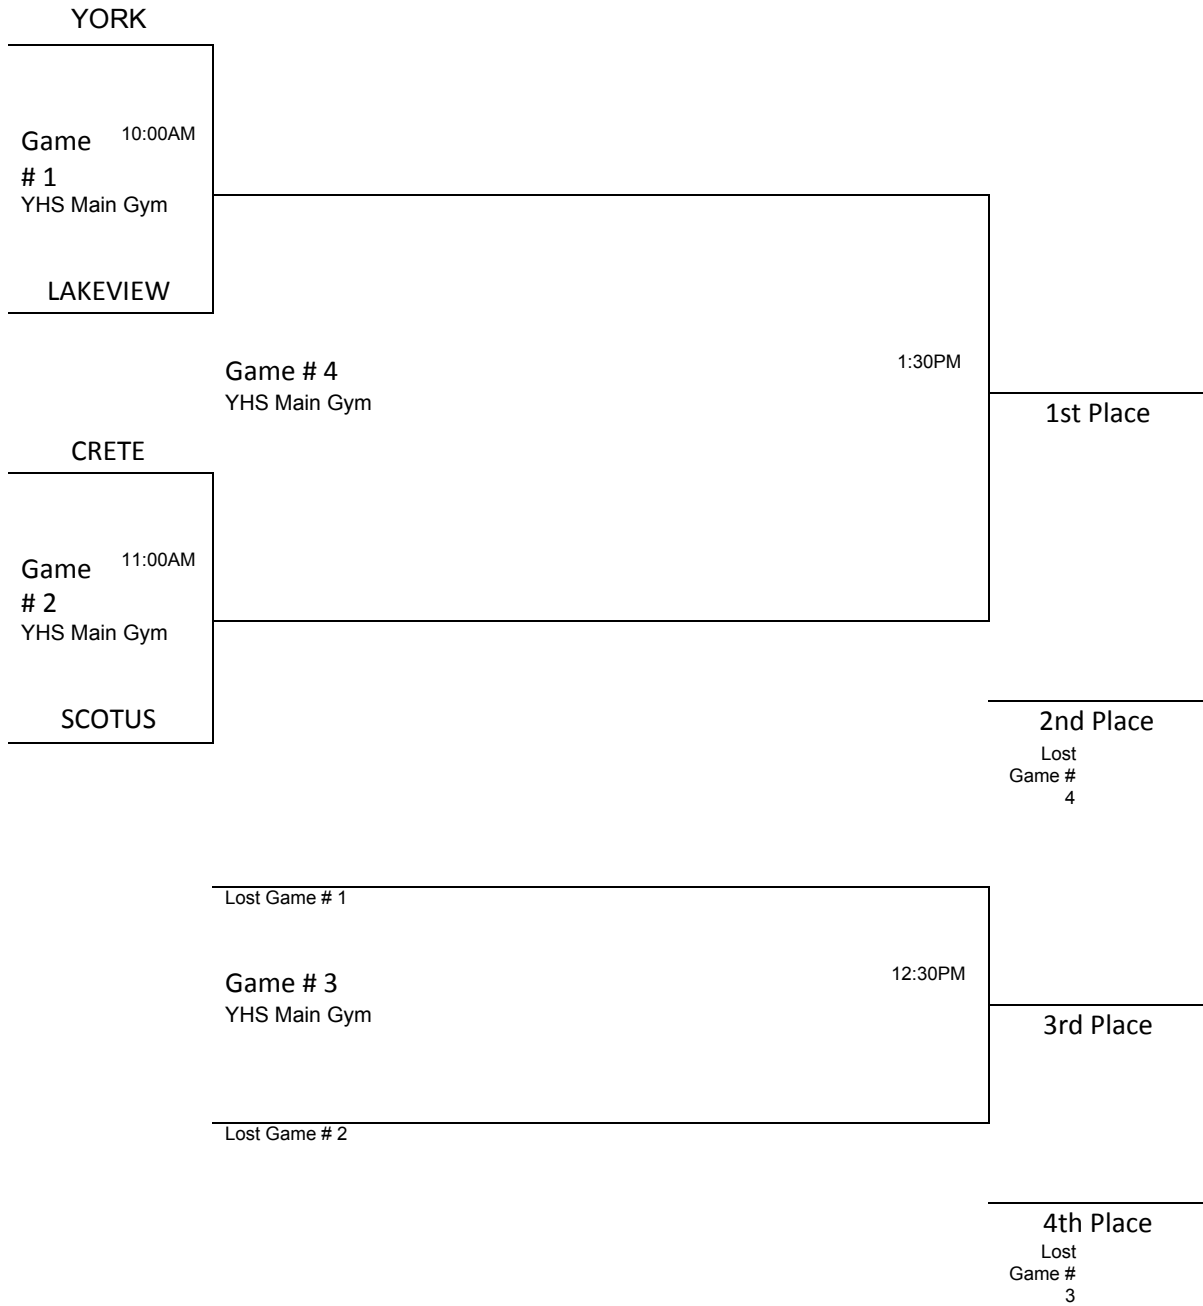 YORK
Game 10:00AM
# 1
YHS Main Gym
LAKEVIEW
Game # 4 1:30PM
YHS Main Gym
1st Place
CRETE
Game 11:00AM
# 2
YHS Main Gym
SCOTUS
2nd Place
Lost
Game #
4
Lost Game # 1
Game # 3 12:30PM
YHS Main Gym
3rd Place
Lost Game # 2
4th Place
Lost
Game #
3